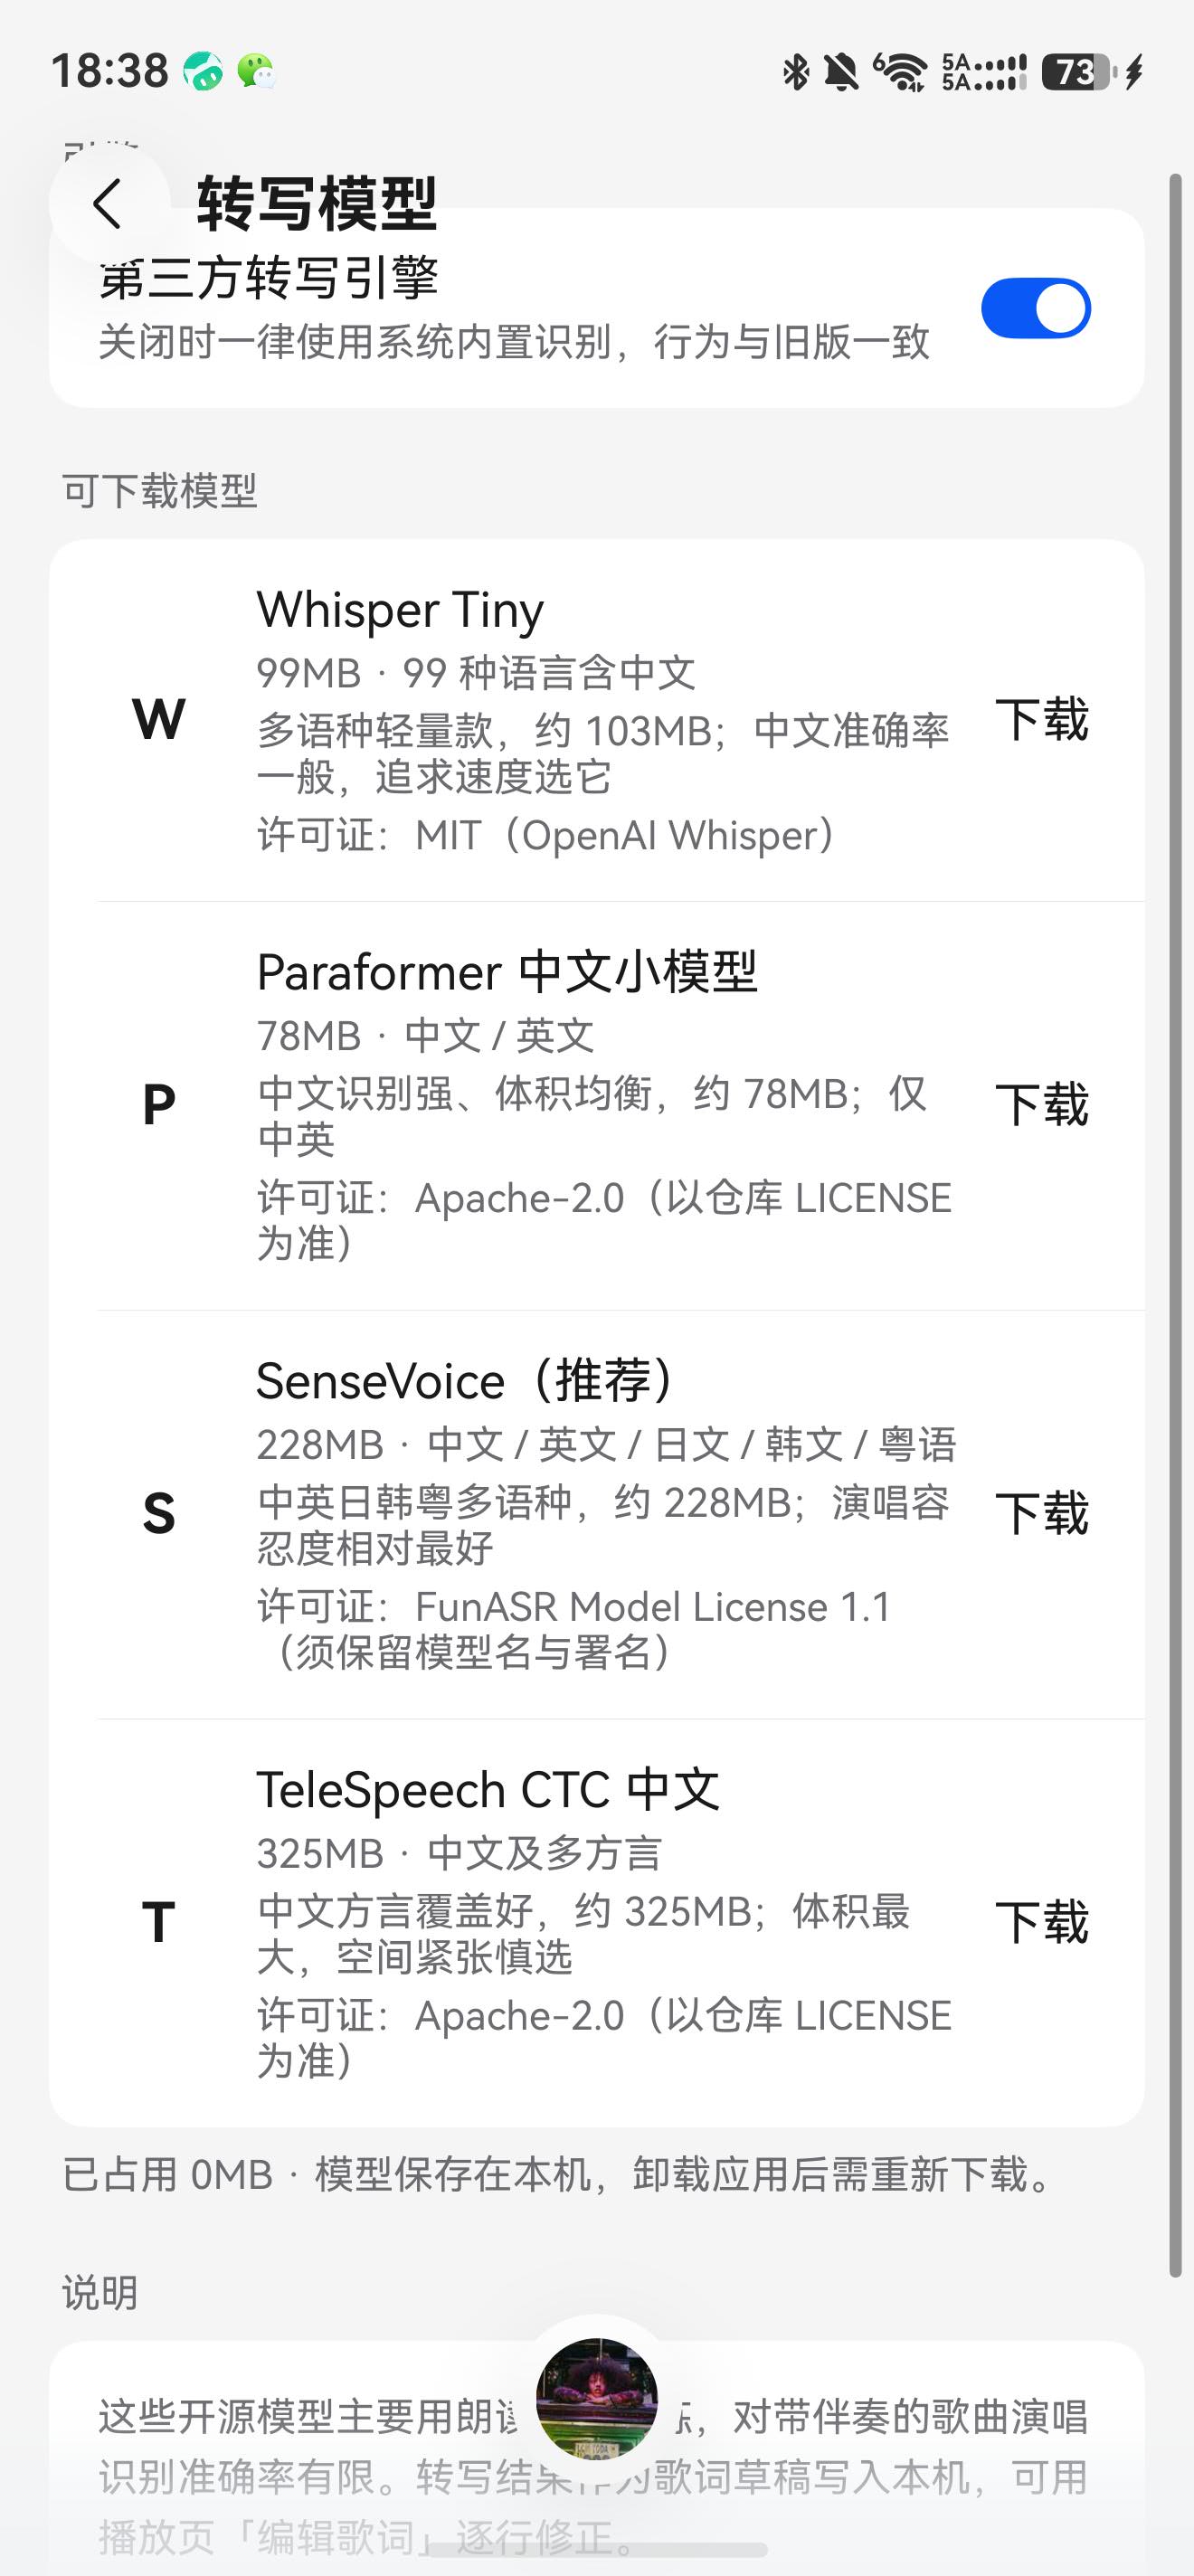 18:38
6
5A
5A
73
转写模型
第三方转写引擎
关闭时一律使用系统内置识别，行为与旧版一致
可下载模型
W
Whisper Tiny
99MB · 99 种语言含中文
多语种轻量款，约 103MB；中文准确率
一般，追求速度选它
许可证：MIT（OpenAI Whisper）
下载
P
Paraformer 中文小模型
78MB · 中文 / 英文
中文识别强、体积均衡，约 78MB；仅
中英
许可证：Apache-2.0（以仓库 LICENSE
为准）
下载
S
SenseVoice（推荐）
228MB · 中文 / 英文 / 日文 / 韩文 / 粤语
中英日韩粤多语种，约 228MB；演唱容
忍度相对最好
许可证：FunASR Model License 1.1
（须保留模型名与署名）
下载
T
TeleSpeech CTC 中文
325MB · 中文及多方言
中文方言覆盖好，约 325MB；体积最
大，空间紧张慎选
许可证：Apache-2.0（以仓库 LICENSE
为准）
下载
已占用 0MB · 模型保存在本机，卸载应用后需重新下载。
说明
这些开源模型主要用朗，对带伴奏的歌曲演唱
识别准确率有限。转写结果作为歌词草稿写入本机，可用
播放页「编辑歌词」逐行修正。